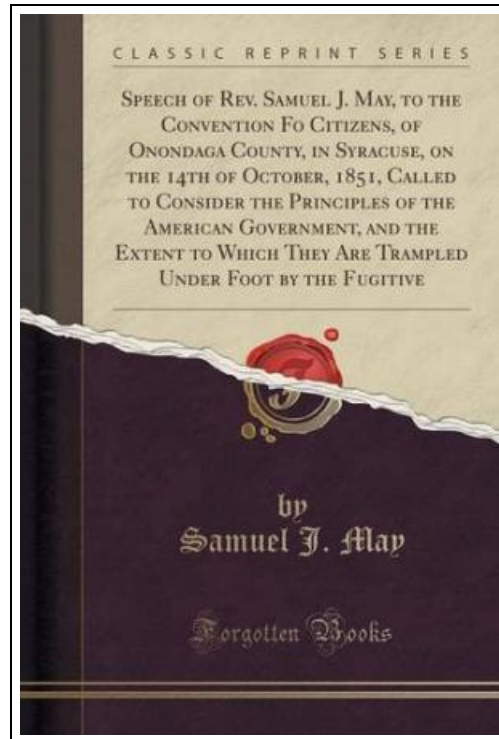 CLASSIC REPRINT SERIES
SPEECH OF REV. SAMUEL J. MAY, TO THE
CONVENTION FO CITIZENS, OF
ONONDAGA COUNTY, IN SYRACUSE, ON
THE 14TH OF OCTOBER, 1851, CALLED
TO CONSIDER THE PRINCIPLES OF THE
AMERICAN GOVERNMENT, AND THE
EXTENT TO WHICH THEY ARE TRAMPLED
UNDER FOOT BY THE FUGITIVE
by
Samuel J. May
Forgotten Books